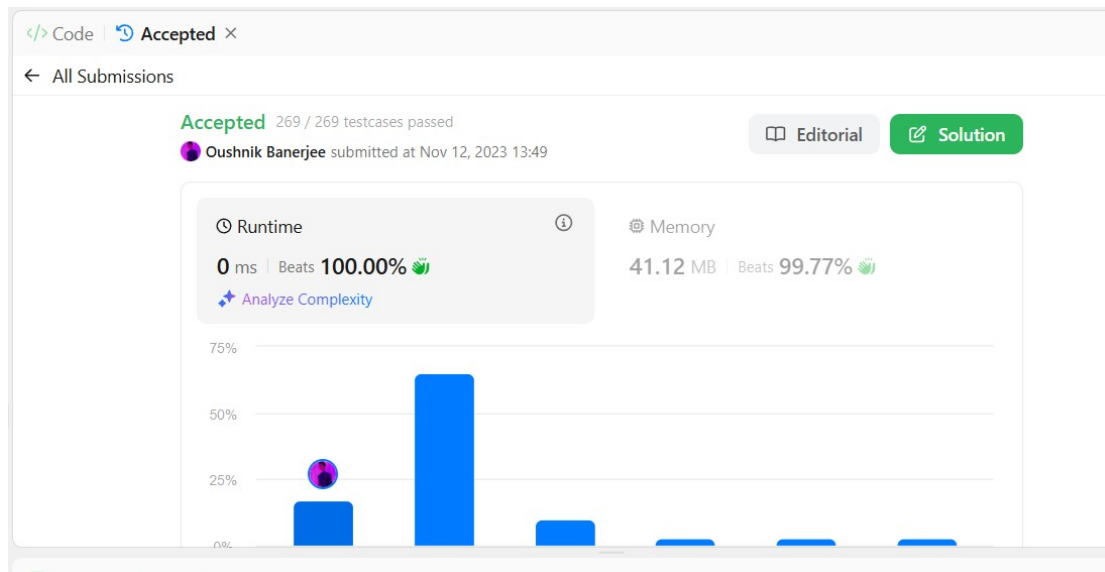 </> Code Accepted ×
← All Submissions
Accepted 269 / 269 testcases passed
Editorial Solution
Oushnik Banerjee submitted at Nov 12, 2023 13:49
Runtime
Memory
0 ms Beats 100.00%
41.12 MB Beats 99.77%
Analyze Complexity
75%
50%
25%
0%